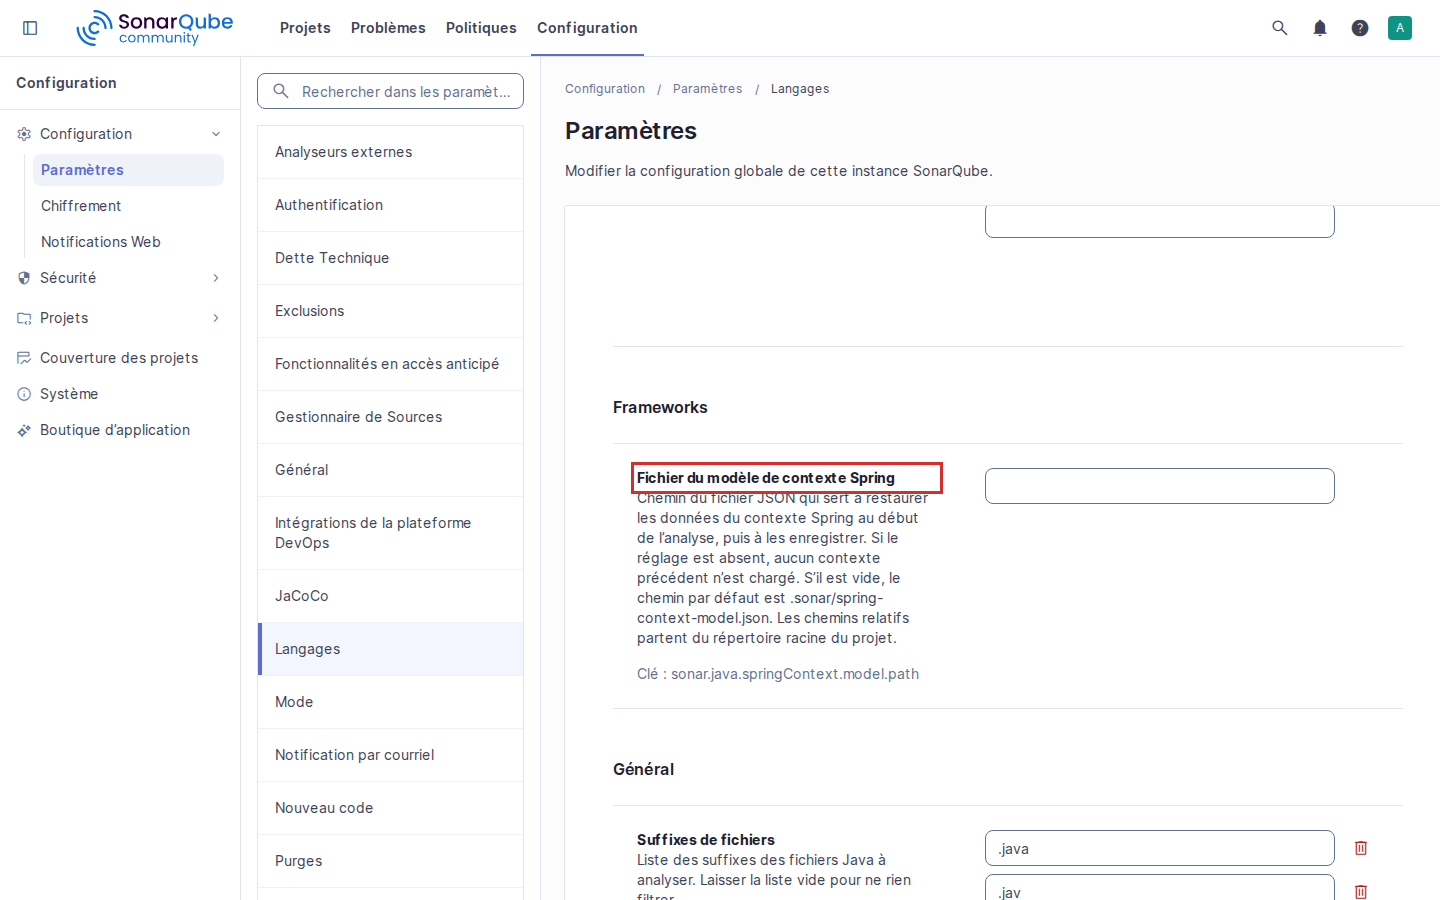 SonarQube community
Projets
Problèmes
Politiques
Configuration
A
Configuration
Configuration
Paramètres
Chiffrement
Notifications Web
Sécurité
Projets
Couverture des projets
Système
Boutique d’application
Rechercher dans les paramèt...
Analyseurs externes
Authentification
Dette Technique
Exclusions
Fonctionnalités en accès anticipé
Gestionnaire de Sources
Général
Intégrations de la plateforme
DevOps
JaCoCo
Langages
Mode
Notification par courriel
Nouveau code
Purges
Configuration / Paramètres / Langages
Paramètres
Modifier la configuration globale de cette instance SonarQube.
Frameworks
Fichier du modèle de contexte Spring
Chemin du fichier JSON qui sert à restaurer
les données du contexte Spring au début
de l’analyse, puis à les enregistrer. Si le
réglage est absent, aucun contexte
précédent n’est chargé. S’il est vide, le
chemin par défaut est .sonar/spring-
context-model.json. Les chemins relatifs
partent du répertoire racine du projet.
Clé : sonar.java.springContext.model.path
Général
Suffixes de fichiers
Liste des suffixes des fichiers Java à
analyser. Laisser la liste vide pour ne rien
filtrer.
.java
.jav